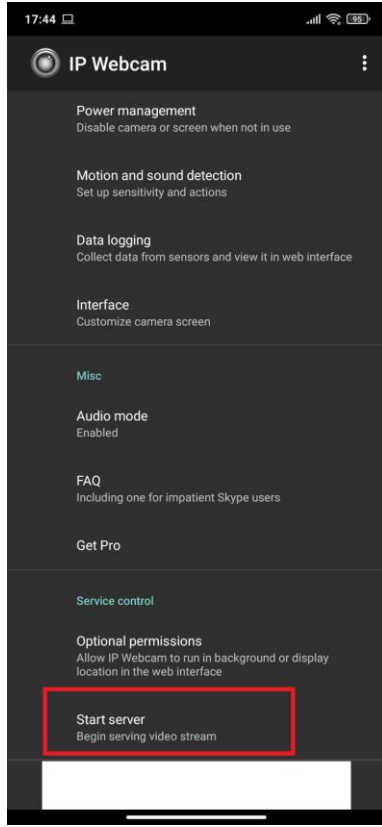 17:44
95
IP Webcam
Power management
Disable camera or screen when not in use
Motion and sound detection
Set up sensitivity and actions
Data logging
Collect data from sensors and view it in web interface
Interface
Customize camera screen
Misc
Audio mode
Enabled
FAQ
Including one for impatient Skype users
Get Pro
Service control
Optional permissions
Allow IP Webcam to run in background or display
location in the web interface
Start server
Begin serving video stream